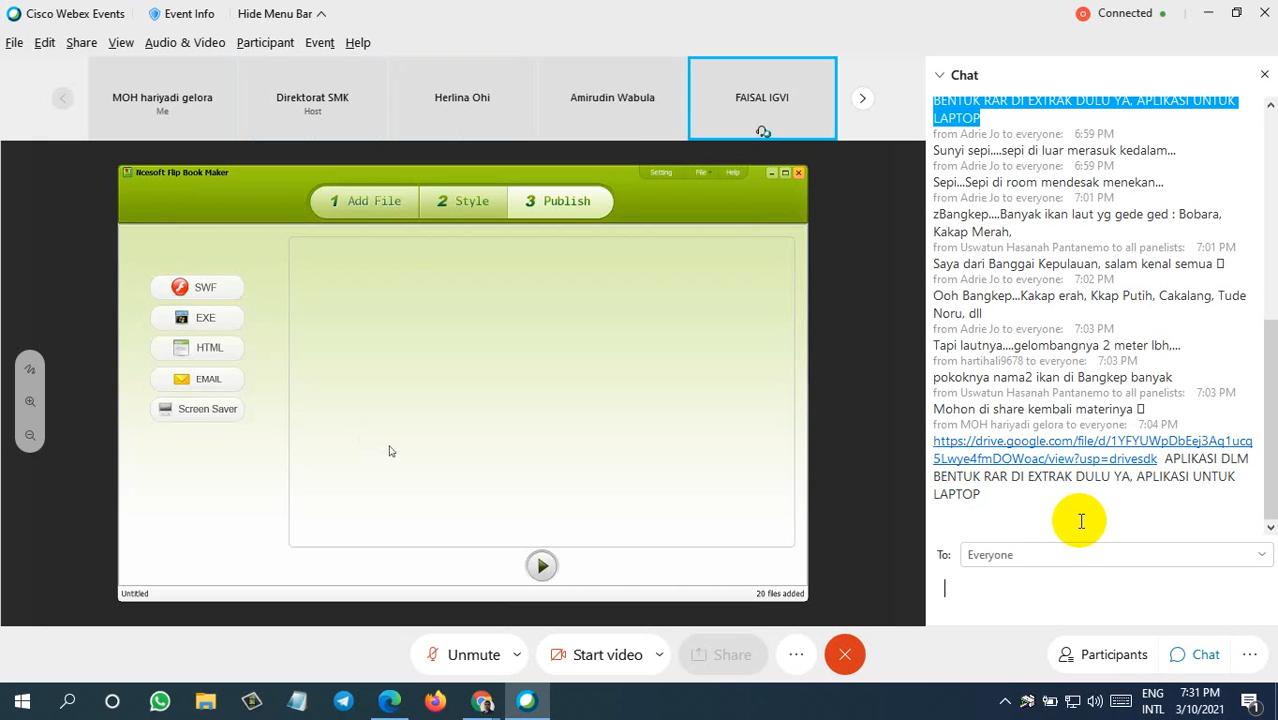 Cisco Webex Events
Event Info
Hide Menu Bar
Connected
File
Edit
Share
View
Audio & Video
Participant
Event
Help
MOH hariyadi gelora
Me
Direktorat SMK
Host
Herlina Ohi
Amirudin Wabula
FAISAL IGVI
Ncesoft Flip Book Maker
Setting
File
Help
1 Add File
2 Style
3 Publish
SWF
EXE
HTML
EMAIL
Screen Saver
Untitled
20 files added
Chat
BENTUK RAR DI EXTRAK DULU YA, APLIKASI UNTUK
LAPTOP
from Adrie Jo to everyone: 6:59 PM
Sunyi sepi....sepi di luar merasuk kedalam...
from Adrie Jo to everyone: 6:59 PM
Sepi...Sepi di room mendesak menekan...
from Adrie Jo to everyone: 7:01 PM
zBangkep....Banyak ikan laut yg gede ged : Bobara,
Kakap Merah,
from Uswatun Hasanah Pantanemo to all panelists: 7:01 PM
Saya dari Banggai Kepulauan, salam kenal semua
from Adrie Jo to everyone: 7:02 PM
Ooh Bangkep...Kakap erah, Kkap Putih, Cakalang, Tude
Noru, dll
from Adrie Jo to everyone: 7:03 PM
Tapi lautnya....gelombangnya 2 meter lbh,...
from hartihali9678 to everyone: 7:03 PM
pokoknya nama2 ikan di Bangkep banyak
from Uswatun Hasanah Pantanemo to all panelists: 7:03 PM
Mohon di share kembali materinya
from MOH hariyadi gelora to everyone: 7:04 PM
https://drive.google.com/file/d/1YFYUWpDbEej3Aq1ucq
5Lwye4fmDOWoac/view?usp=drivesdk APLIKASI DLM
BENTUK RAR DI EXTRAK DULU YA, APLIKASI UNTUK
LAPTOP
To: Everyone
Unmute
Start video
Share
Participants
Chat
ENG
INTL
7:31 PM
3/10/2021
1